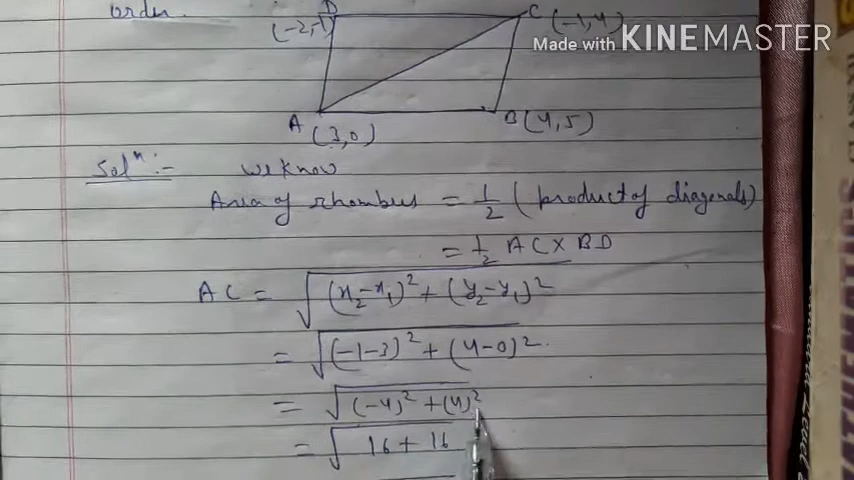 order.
D
(-2,-1)
C (-1,4)
Made with KINEMASTER
A
(3,0)
B(4,5)
Solⁿ:- We know
Area of rhombus = 1/2 (product of diagonals)
= 1/2 AC × BD
AC = √(x₂-x₁)² + (y₂-y₁)²
= √(-1-3)² + (4-0)².
= √(-4)² + (4)²
= √16 + 16